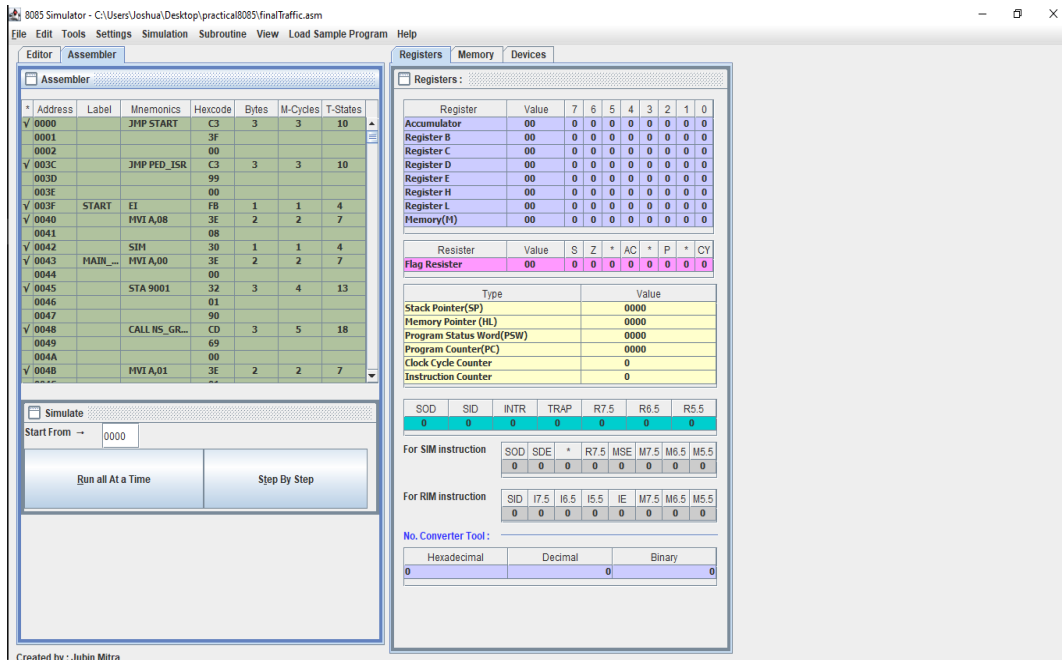 8085 Simulator - C:\Users\Joshua\Desktop\practical8085\finalTraffic.asm
File Edit Tools Settings Simulation Subroutine View Load Sample Program Help
Editor Assembler
Assembler
* Address Label Mnemonics Hexcode Bytes M-Cycles T-States
√ 0000 JMP START C3 3 3 10
0001 3F
0002 00
√ 003C JMP PED_ISR C3 3 3 10
003D 99
003E 00
√ 003F START EI FB 1 1 4
√ 0040 MVI A,08 3E 2 2 7
0041 08
√ 0042 SIM 30 1 1 4
√ 0043 MAIN_... MVI A,00 3E 2 2 7
0044 00
√ 0045 STA 9001 32 3 4 13
0046 01
0047 90
√ 0048 CALL NS_GR... CD 3 5 18
0049 69
004A 00
√ 004B MVI A,01 3E 2 2 7
Simulate
Start From → 0000
Run all At a Time Step By Step
Registers Memory Devices
Registers :
Register Value 7 6 5 4 3 2 1 0
Accumulator 00 0 0 0 0 0 0 0 0
Register B 00 0 0 0 0 0 0 0 0
Register C 00 0 0 0 0 0 0 0 0
Register D 00 0 0 0 0 0 0 0 0
Register E 00 0 0 0 0 0 0 0 0
Register H 00 0 0 0 0 0 0 0 0
Register L 00 0 0 0 0 0 0 0 0
Memory(M) 00 0 0 0 0 0 0 0 0
Resister Value S Z * AC * P * CY
Flag Resister 00 0 0 0 0 0 0 0 0
Type Value
Stack Pointer(SP) 0000
Memory Pointer (HL) 0000
Program Status Word(PSW) 0000
Program Counter(PC) 0000
Clock Cycle Counter 0
Instruction Counter 0
SOD SID INTR TRAP R7.5 R6.5 R5.5
0 0 0 0 0 0 0
For SIM instruction SOD SDE * R7.5 MSE M7.5 M6.5 M5.5
0 0 0 0 0 0 0 0
For RIM instruction SID I7.5 I6.5 I5.5 IE M7.5 M6.5 M5.5
0 0 0 0 0 0 0 0
No. Converter Tool :
Hexadecimal Decimal Binary
0 0 0
Created by : Jubin Mitra